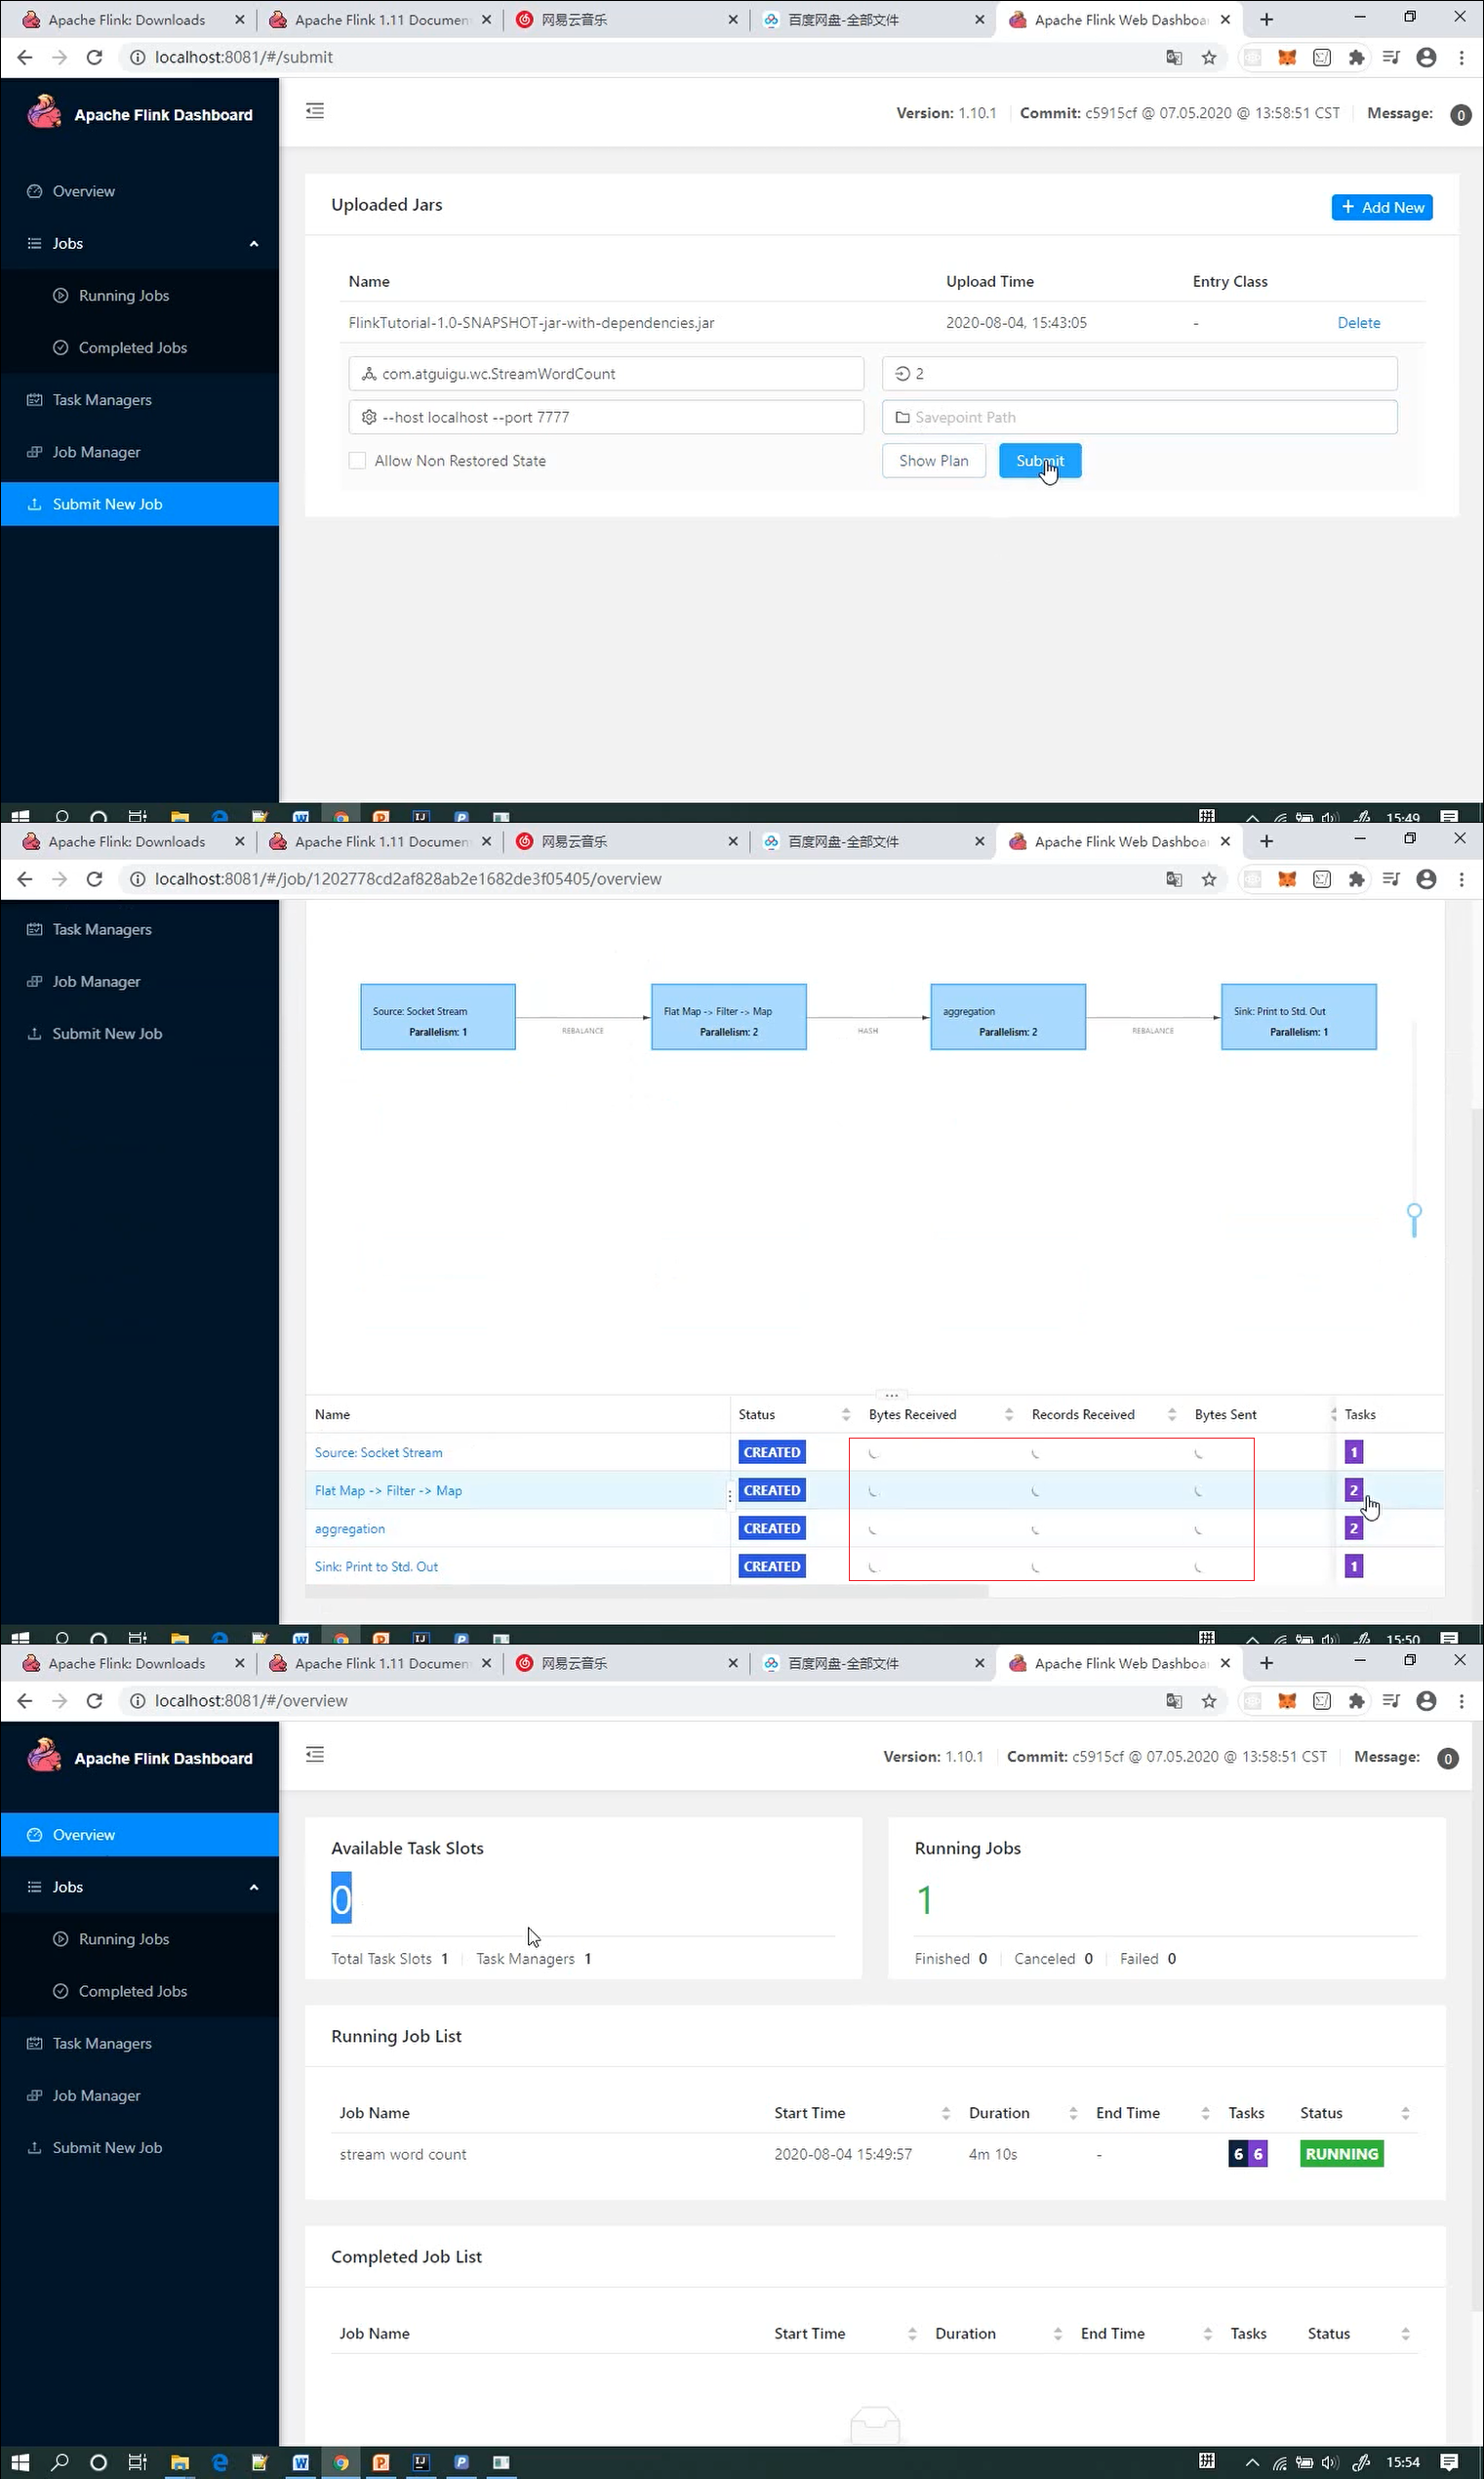 Apache Flink: Downloads
Apache Flink 1.11 Documen
网易云音乐
百度网盘-全部文件
Apache Flink Web Dashboa
localhost:8081/#/submit
Apache Flink Dashboard
Version: 1.10.1
Commit: c5915cf @ 07.05.2020 @ 13:58:51 CST
Message: 0
Overview
Jobs
Running Jobs
Completed Jobs
Task Managers
Job Manager
Submit New Job
Uploaded Jars
+ Add New
Name Upload Time Entry Class
FlinkTutorial-1.0-SNAPSHOT-jar-with-dependencies.jar 2020-08-04, 15:43:05 - Delete
com.atguigu.wc.StreamWordCount 2
--host localhost --port 7777 Savepoint Path
Allow Non Restored State Show Plan Submit
15:49
Apache Flink: Downloads
Apache Flink 1.11 Documen
网易云音乐
百度网盘-全部文件
Apache Flink Web Dashboa
localhost:8081/#/job/1202778cd2af828ab2e1682de3f05405/overview
Task Managers
Job Manager
Submit New Job
Source: Socket Stream
Parallelism: 1
REBALANCE
Flat Map -> Filter -> Map
Parallelism: 2
HASH
aggregation
Parallelism: 2
REBALANCE
Sink: Print to Std. Out
Parallelism: 1
Name Status Bytes Received Records Received Bytes Sent Tasks
Source: Socket Stream CREATED 1
Flat Map -> Filter -> Map CREATED 2
aggregation CREATED 2
Sink: Print to Std. Out CREATED 1
15:50
Apache Flink: Downloads
Apache Flink 1.11 Documen
网易云音乐
百度网盘-全部文件
Apache Flink Web Dashboa
localhost:8081/#/overview
Apache Flink Dashboard
Version: 1.10.1
Commit: c5915cf @ 07.05.2020 @ 13:58:51 CST
Message: 0
Overview
Jobs
Running Jobs
Completed Jobs
Task Managers
Job Manager
Submit New Job
Available Task Slots
0
Total Task Slots 1 Task Managers 1
Running Jobs
1
Finished 0 Canceled 0 Failed 0
Running Job List
Job Name Start Time Duration End Time Tasks Status
stream word count 2020-08-04 15:49:57 4m 10s - 6 6 RUNNING
Completed Job List
Job Name Start Time Duration End Time Tasks Status
15:54